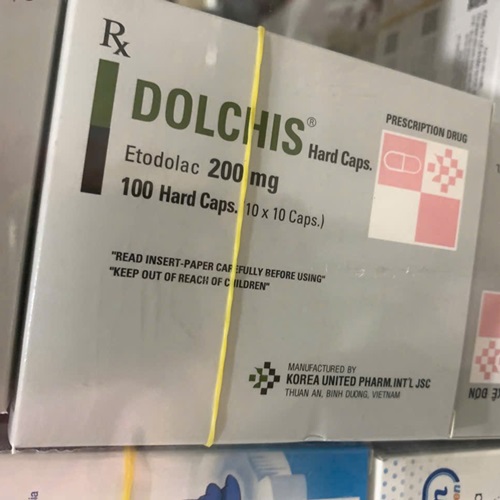 Rx
DOLCHIS® Hard Caps.
PRESCRIPTION DRUG
Etodolac 200 mg
100 Hard Caps. (10 x 10 Caps.)
"READ INSERT-PAPER CAREFULLY BEFORE USING"
"KEEP OUT OF REACH OF CHILDREN"
MANUFACTURED BY
KOREA UNITED PHARM. INT'L JSC
THUAN AN, BINH DUONG, VIETNAM